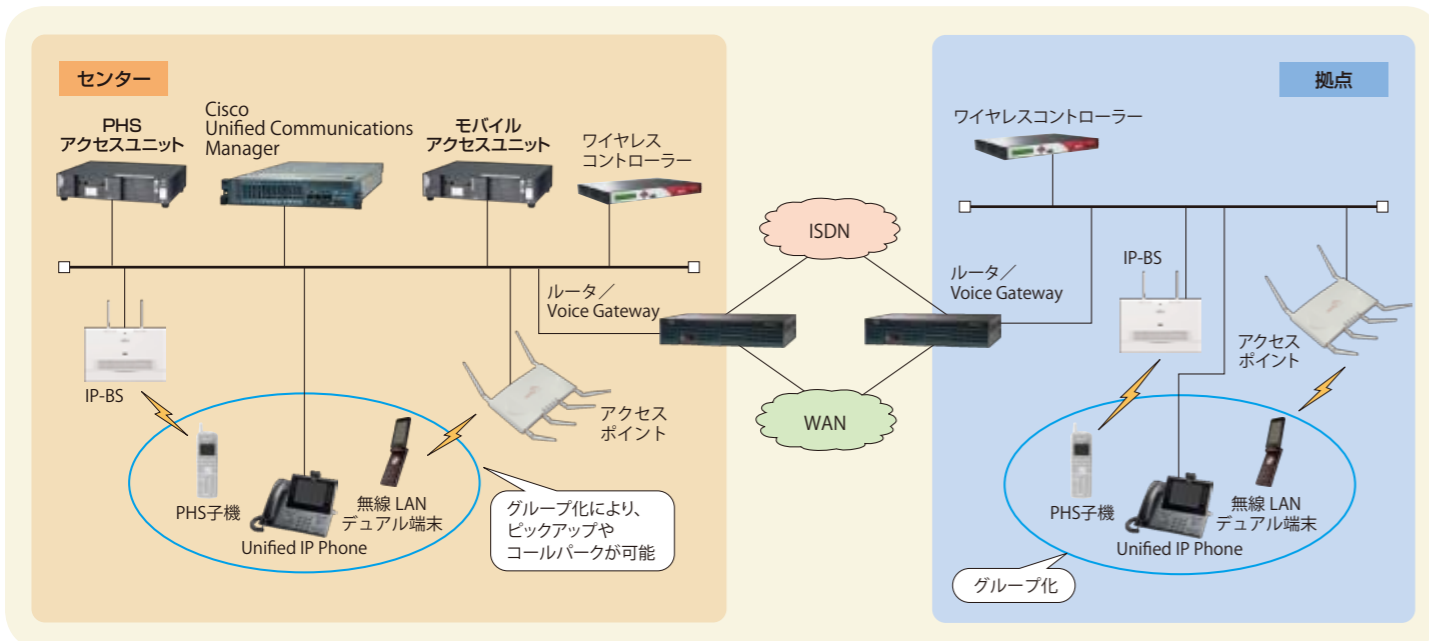 センター
PHS
アクセスユニット
Cisco
Unified Communications
Manager
モバイル
アクセスユニット
ワイヤレス
コントローラー
ルータ／
Voice Gateway
IP-BS
アクセス
ポイント
PHS子機
Unified IP Phone
無線 LAN
デュアル端末
グループ化により、
ピックアップや
コールパークが可能
ISDN
WAN
拠点
ワイヤレスコントローラー
ルータ／
Voice Gateway
IP-BS
アクセス
ポイント
PHS子機
無線 LAN
デュアル端末
Unified IP Phone
グループ化